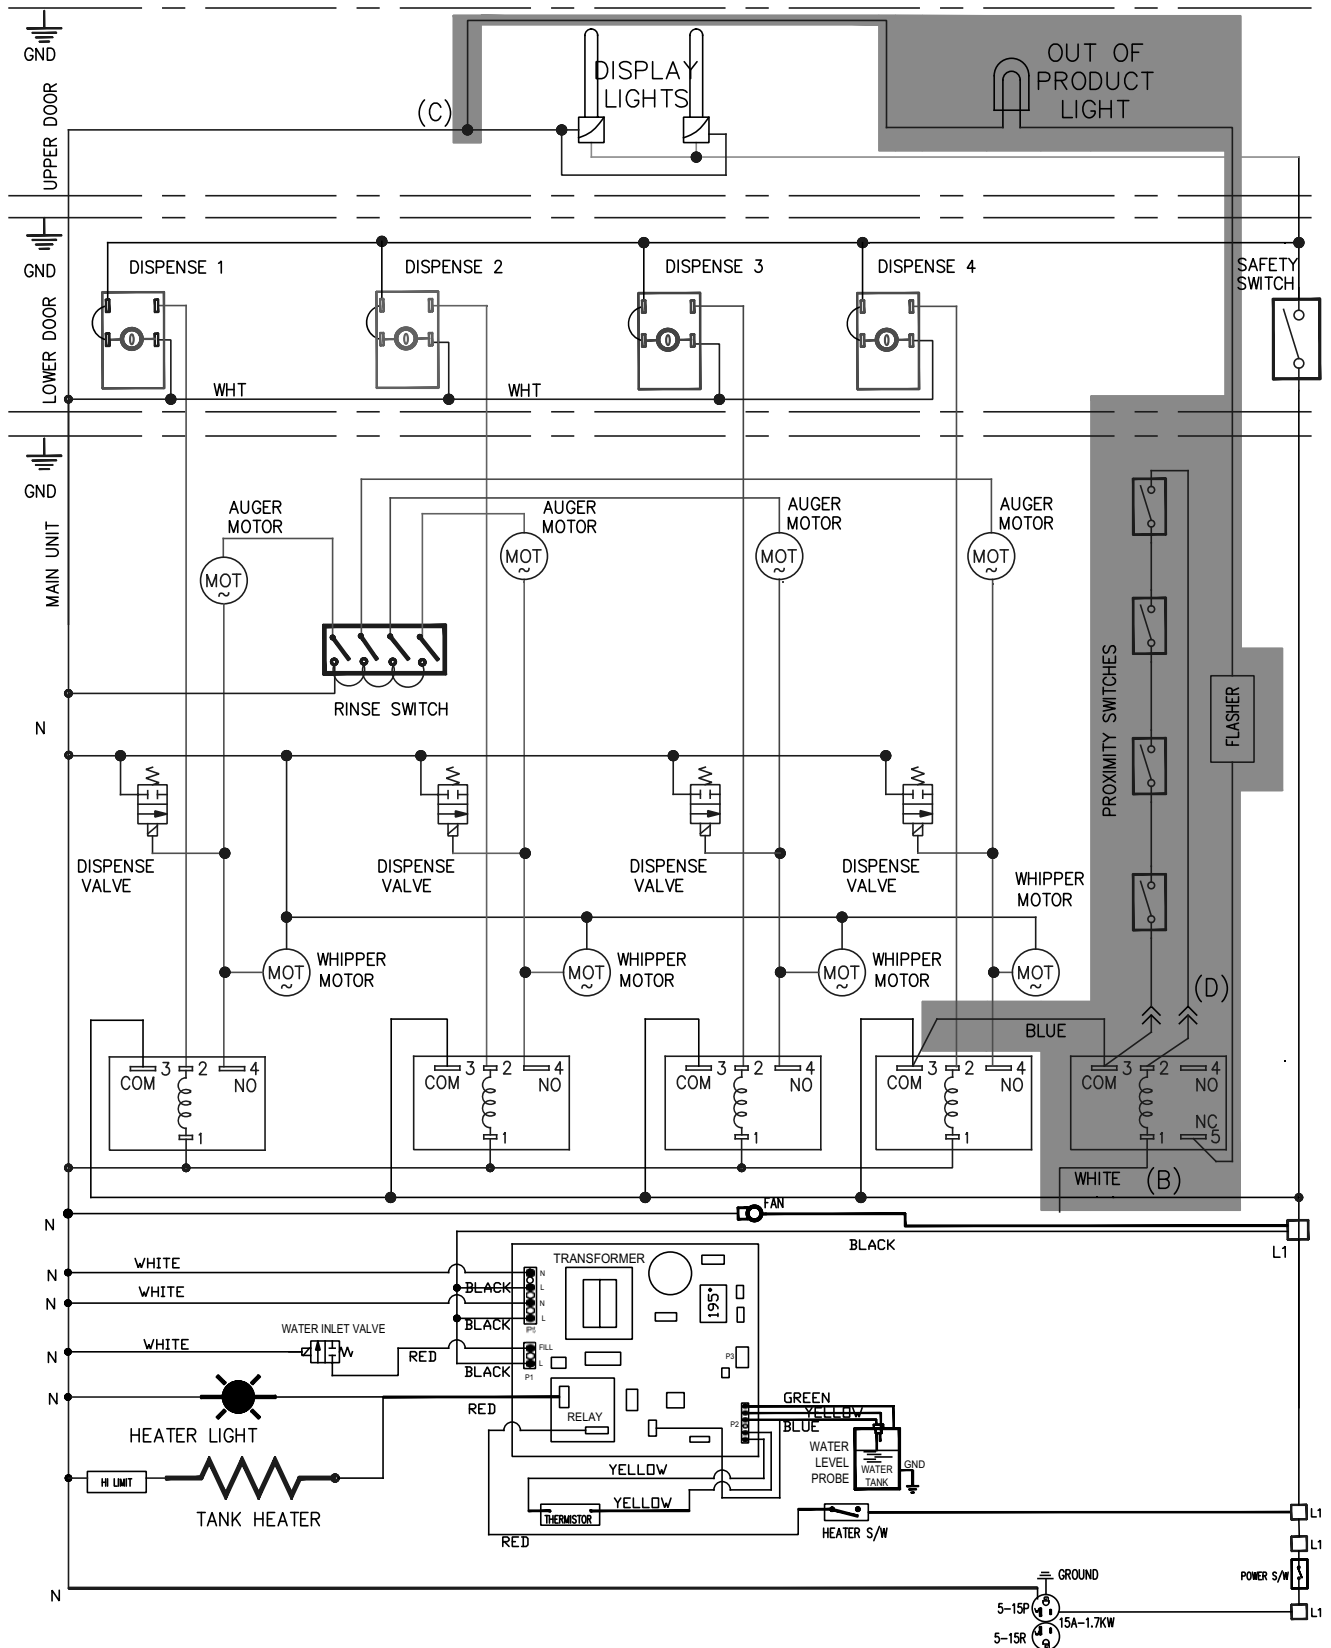 GND
UPPER DOOR
(C)
DISPLAY
LIGHTS
OUT OF
PRODUCT
LIGHT
GND
LOWER DOOR
DISPENSE 1
DISPENSE 2
DISPENSE 3
DISPENSE 4
SAFETY
SWITCH
WHT
WHT
GND
MAIN UNIT
AUGER
MOTOR
AUGER
MOTOR
AUGER
MOTOR
AUGER
MOTOR
MOT
~
MOT
~
MOT
~
MOT
~
RINSE SWITCH
PROXIMITY SWITCHES
FLASHER
N
DISPENSE
VALVE
DISPENSE
VALVE
DISPENSE
VALVE
DISPENSE
VALVE
WHIPPER
MOTOR
MOT
~
WHIPPER
MOTOR
MOT
~
WHIPPER
MOTOR
MOT
~
WHIPPER
MOTOR
MOT
~
(D)
BLUE
COM 3 2 4 NO 1
COM 3 2 4 NO 1
COM 3 2 4 NO 1
COM 3 2 4 NO 1
COM 3 2 4 NO NC 1 5
WHITE (B)
FAN
N
BLACK
L1
N WHITE
N WHITE
TRANSFORMER
BLACK
BLACK
N
L
N
L
195°
WATER INLET VALVE
N WHITE
RED
BLACK
FILL
L
P1
P3
N
HEATER LIGHT
RED
RELAY
P2
GREEN
YELLOW
BLUE
WATER
LEVEL
PROBE
WATER
TANK
GND
HI LIMIT
TANK HEATER
YELLOW
YELLOW
THERMISTOR
RED
HEATER S/W
L1
L1
POWER S/W
L1
N
GROUND
5-15P
15A-1.7KW
5-15R